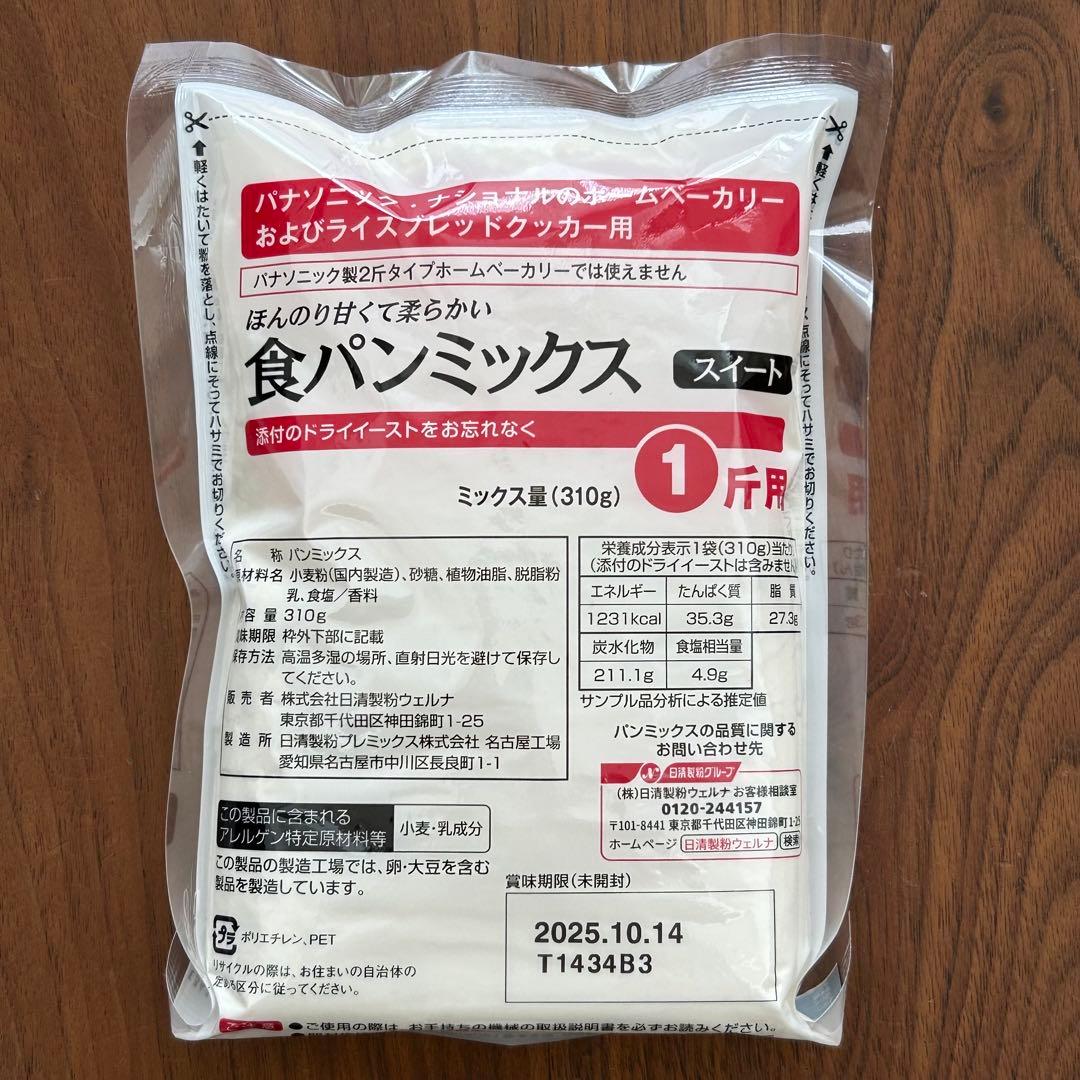 パナソニック・ナショナルのホームベーカリー
およびライスブレッドクッカー用
パナソニック製2斤タイプホームベーカリーでは使えません
ほんのり甘くて柔らかい
食パンミックス スイート
添付のドライイーストをお忘れなく
ミックス量(310g) 1斤用
↑軽くはたいて粉を落とし、点線にそってハサミでお切りください。
↑軽くは
点線にそってハサミでお切りください。
名 称 パンミックス
原材料名 小麦粉(国内製造)、砂糖、植物油脂、脱脂粉
乳、食塩/香料
内容量 310g
賞味期限 枠外下部に記載
保存方法 高温多湿の場所、直射日光を避けて保存し
てください。
販売者 株式会社日清製粉ウェルナ
東京都千代田区神田錦町1-25
製造所 日清製粉プレミックス株式会社 名古屋工場
愛知県名古屋市中川区長良町1-1
栄養成分表示1袋(310g)当たり
(添付のドライイーストは含みません)
エネルギー たんぱく質 脂質
1231kcal 35.3g 27.3g
炭水化物 食塩相当量
211.1g 4.9g
サンプル品分析による推定値
パンミックスの品質に関する
お問い合わせ先
日清製粉グループ
(株)日清製粉ウェルナ お客様相談室
0120-244157
〒101-8441 東京都千代田区神田錦町1-25
ホームページ 日清製粉ウェルナ 検索
この製品に含まれる
アレルゲン特定原材料等 小麦・乳成分
この製品の製造工場では、卵・大豆を含む
製品を製造しています。
プラ ポリエチレン、PET
リサイクルの際は、お住まいの自治体の
定める区分に従ってください。
賞味期限(未開封)
2025.10.14
T1434B3
●ご使用の際は、お手持ちの機械の取扱説明書を必ずお読みください。